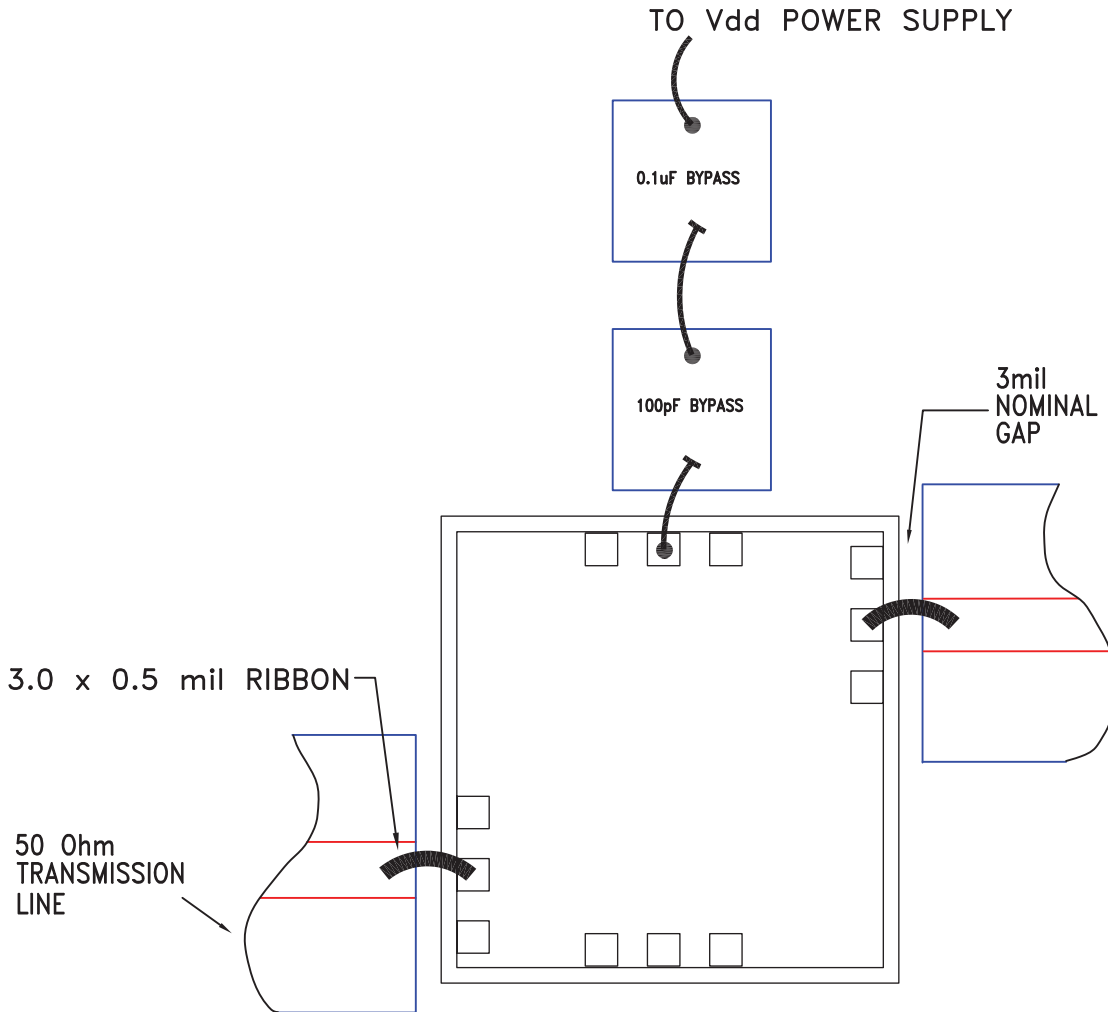 TO Vdd POWER SUPPLY
0.1uF BYPASS
100pF BYPASS
3mil
NOMINAL
GAP
3.0 x 0.5 mil RIBBON
50 Ohm
TRANSMISSION
LINE